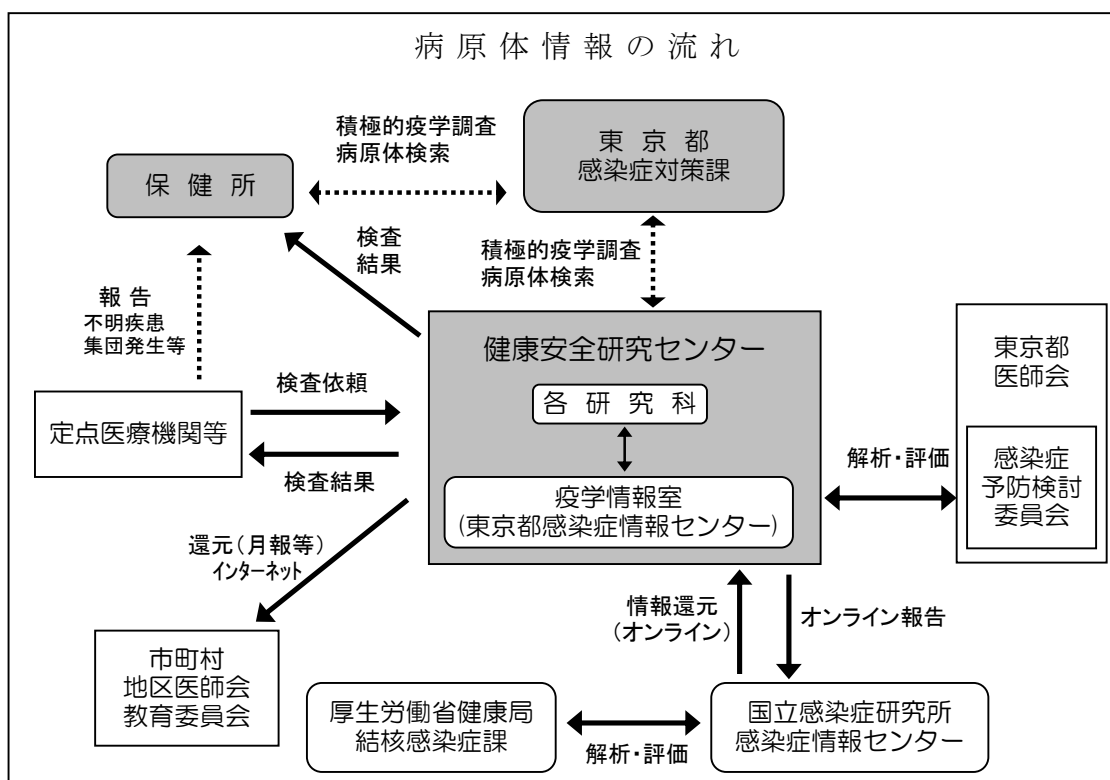 病原体情報の流れ
積極的疫学調査
病原体検索
東京都
感染症対策課
保健所
検査
結果
積極的疫学調査
病原体検索
報告
不明疾患
集団発生等
健康安全研究センター
各研究科
疫学情報室
(東京都感染症情報センター)
東京都
医師会
感染症
予防検討
委員会
解析・評価
検査依頼
定点医療機関等
検査結果
還元(月報等)
インターネット
情報還元
(オンライン)
オンライン報告
市町村
地区医師会
教育委員会
厚生労働省健康局
結核感染症課
解析・評価
国立感染症研究所
感染症情報センター